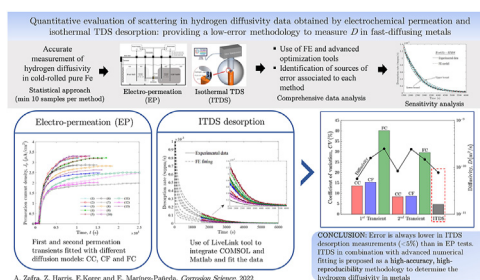 Quantitative evaluation of scattering in hydrogen diffusivity data obtained by electrochemical permeation and
isothermal TDS desorption: providing a low-error methodology to measure D in fast-diffusing metals
Accurate
measurement of
hydrogen diffusivity
in cold-rolled pure Fe
Statistical approach
(min 10 samples per method)
Electro-permeation (EP)
Isothermal TDS
(ITDS)
• Use of FE and advanced
optimization tools
• Identification of sources of
error associated to each
method
Comprehensive data analysis
Sensitivity analysis
Electro-permeation (EP)
Time, t
First and second permeation
transients fitted with different
diffusion models: CC, CF and FC
ITDS desorption
Experimental data
FE fitting
Time
Use of LiveLink tool to
integrate COMSOL and
Matlab and fit the data
Coefficient of variation, CV (%)
Diffusivity
CC
CF
FC
CC
CF
FC
ITDS
1st Transient
2nd Transient
CONCLUSION: Error is always lower in ITDS
desorption measurements (<5%) than in EP tests.
ITDS in combination with advanced numerical
fitting is proposed as a high-accuracy, high-
reproducibility methodology to determine the
hydrogen diffusivity in metals
A. Zafra, Z. Harris, E. Korec and E. Martínez-Pañeda, Corrosion Science, 2022